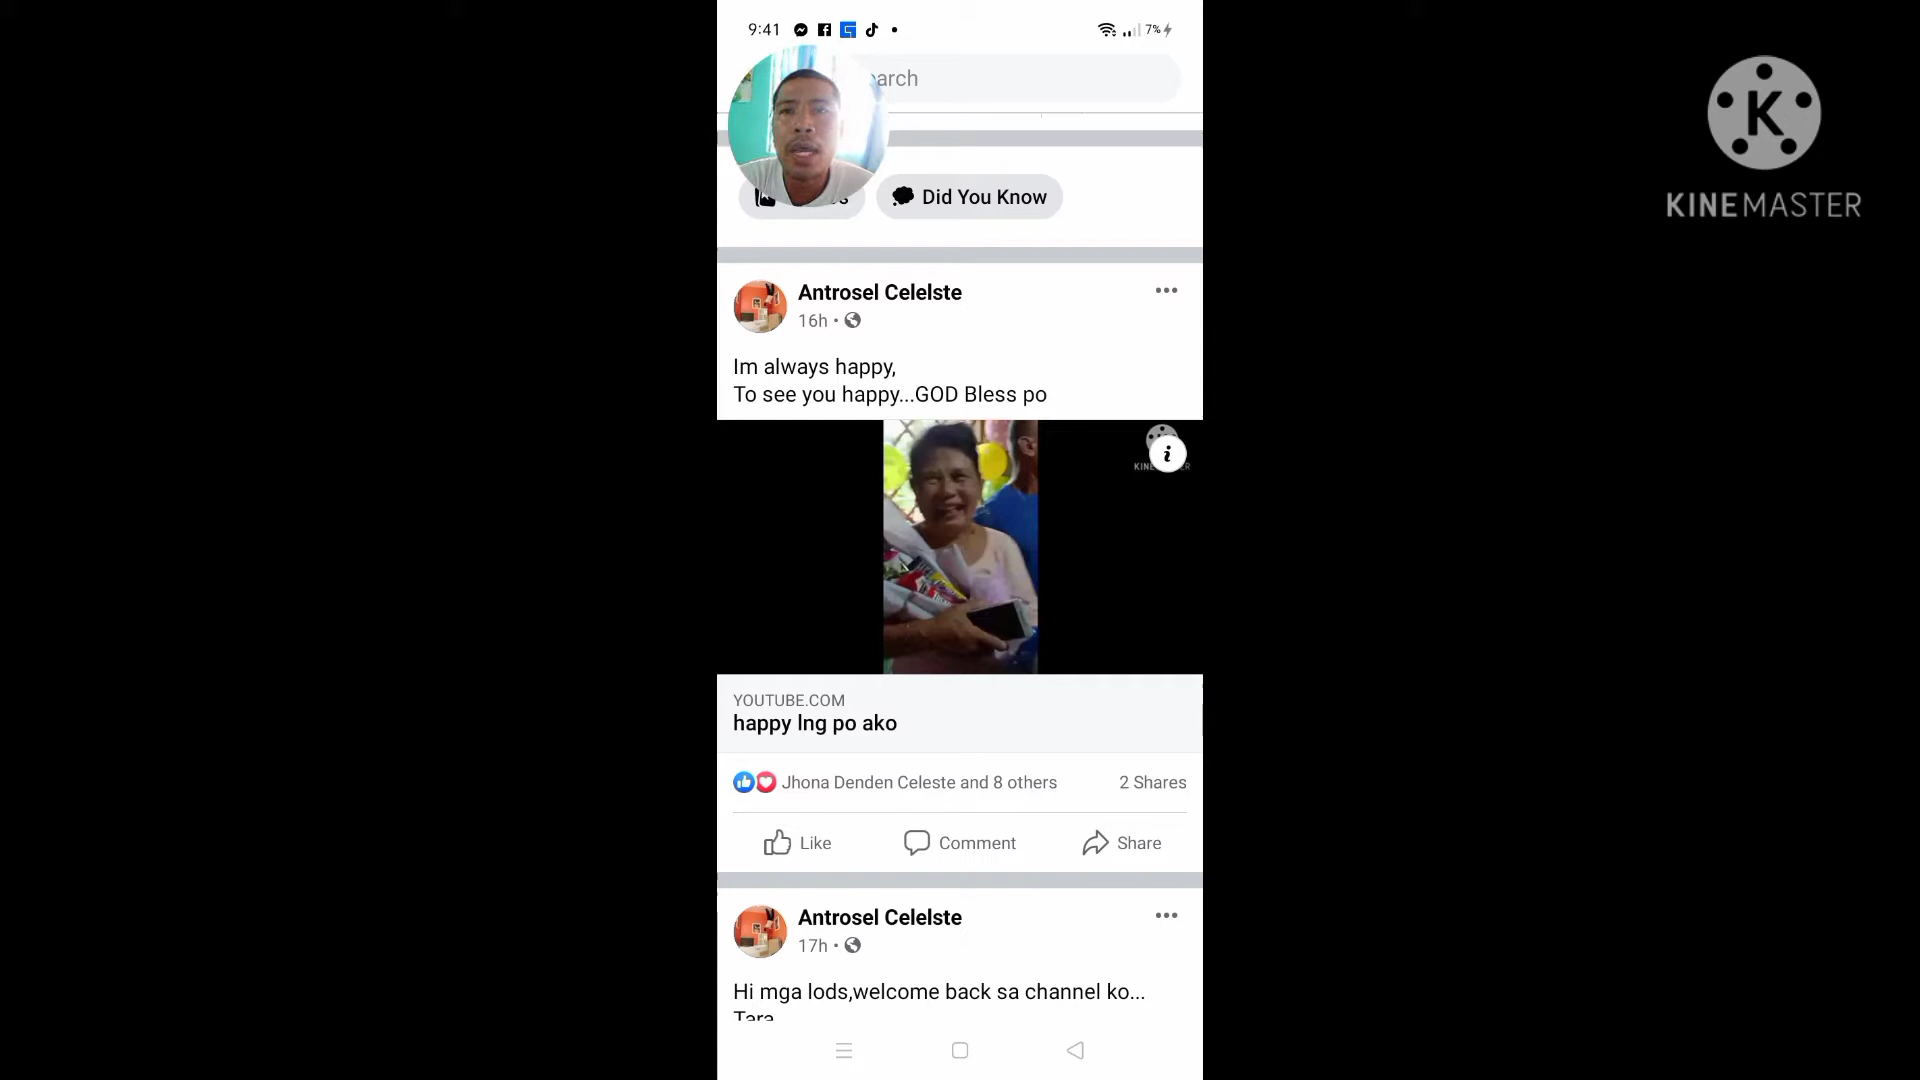 9:41
7%
arch
KINEMASTER
Did You Know
Antrosel Celelste
16h
Im always happy,
To see you happy...GOD Bless po
YOUTUBE.COM
happy lng po ako
Jhona Denden Celeste and 8 others
2 Shares
Like
Comment
Share
Antrosel Celelste
17h
Hi mga lods,welcome back sa channel ko...
Tara